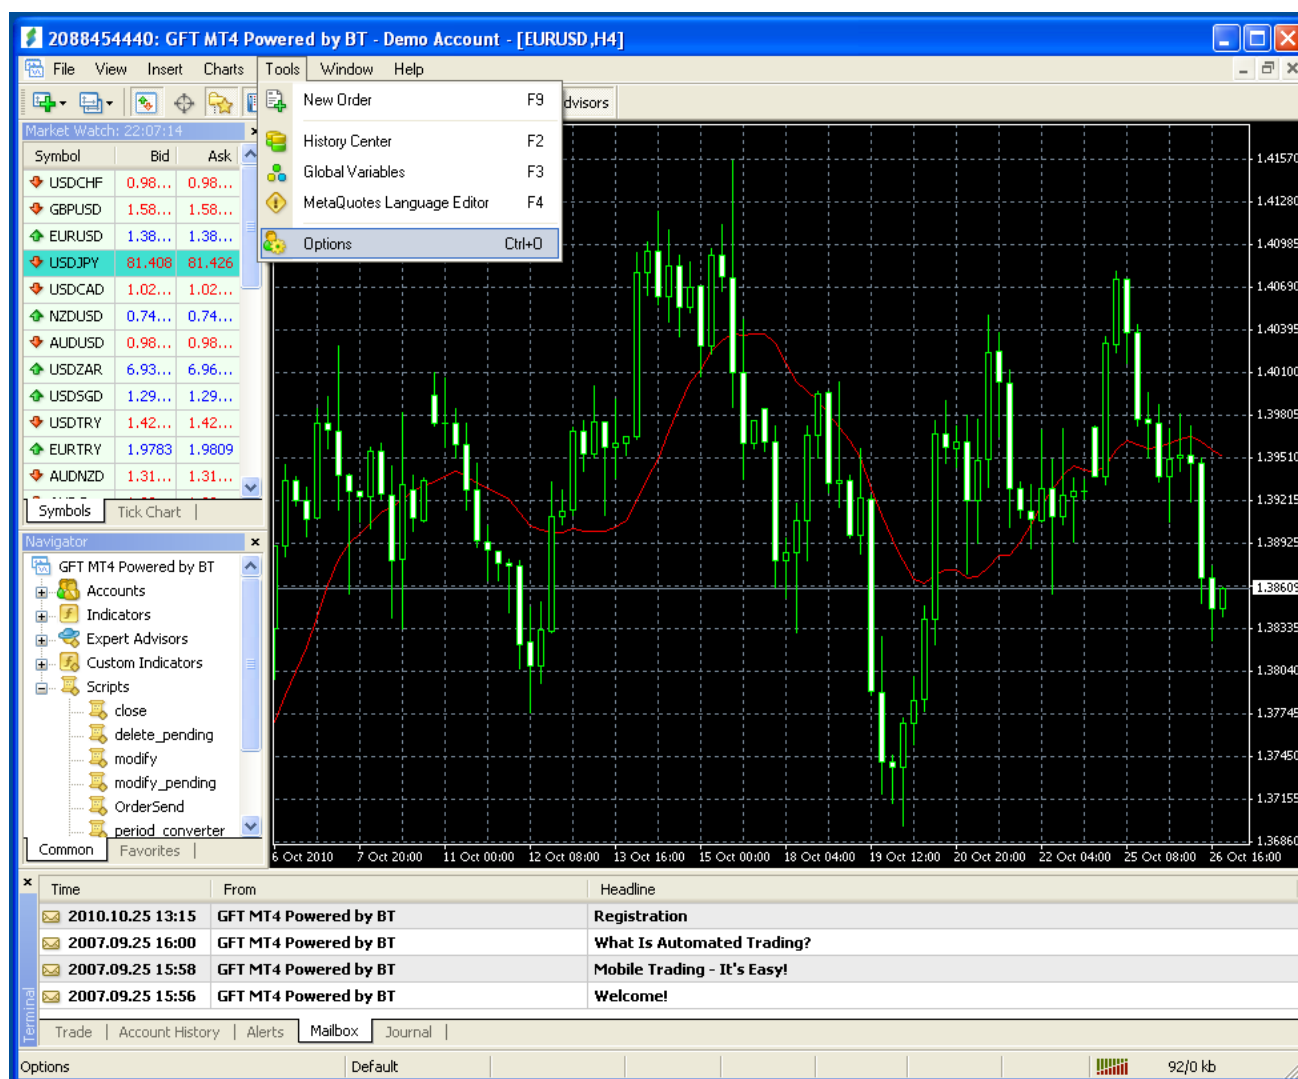 2088454440: GFT MT4 Powered by BT - Demo Account - [EURUSD,H4]
File View Insert Charts Tools Window Help
New Order F9
dvisors
History Center F2
Global Variables F3
MetaQuotes Language Editor F4
Options Ctrl+O
Market Watch: 22:07:14
Symbol Bid Ask
USDCHF 0.98... 0.98...
GBPUSD 1.58... 1.58...
EURUSD 1.38... 1.38...
USDJPY 81.408 81.426
USDCAD 1.02... 1.02...
NZDUSD 0.74... 0.74...
AUDUSD 0.98... 0.98...
USDZAR 6.93... 6.96...
USDSGD 1.29... 1.29...
USDTRY 1.42... 1.42...
EURTRY 1.9783 1.9809
AUDNZD 1.31... 1.31...
Symbols Tick Chart
Navigator
GFT MT4 Powered by BT
Accounts
Indicators
Expert Advisors
Custom Indicators
Scripts
close
delete_pending
modify
modify_pending
OrderSend
period_converter
Common Favorites
1.41570
1.41280
1.40985
1.40690
1.40395
1.40100
1.39805
1.39510
1.39215
1.38925
1.38609
1.38335
1.38040
1.37745
1.37450
1.37155
1.36860
6 Oct 2010 7 Oct 20:00 11 Oct 00:00 12 Oct 08:00 13 Oct 16:00 15 Oct 00:00 18 Oct 04:00 19 Oct 12:00 20 Oct 20:00 22 Oct 04:00 25 Oct 08:00 26 Oct 16:00
Time From Headline
2010.10.25 13:15 GFT MT4 Powered by BT Registration
2007.09.25 16:00 GFT MT4 Powered by BT What Is Automated Trading?
2007.09.25 15:58 GFT MT4 Powered by BT Mobile Trading - It's Easy!
2007.09.25 15:56 GFT MT4 Powered by BT Welcome!
Terminal
Trade Account History Alerts Mailbox Journal
Options Default 92/0 kb